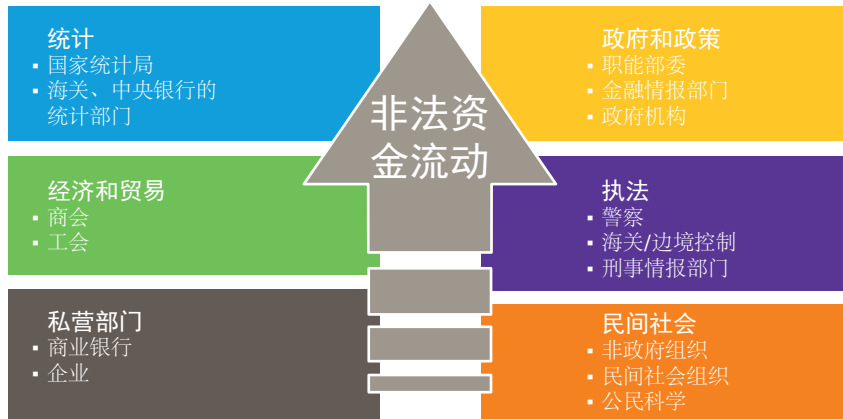 统计
▪ 国家统计局
▪ 海关、中央银行的
统计部门
政府和政策
▪ 职能部委
▪ 金融情报部门
▪ 政府机构
非法资
金流动
经济和贸易
▪ 商会
▪ 工会
执法
▪ 警察
▪ 海关/边境控制
▪ 刑事情报部门
私营部门
▪ 商业银行
▪ 企业
民间社会
▪ 非政府组织
▪ 民间社会组织
▪ 公民科学